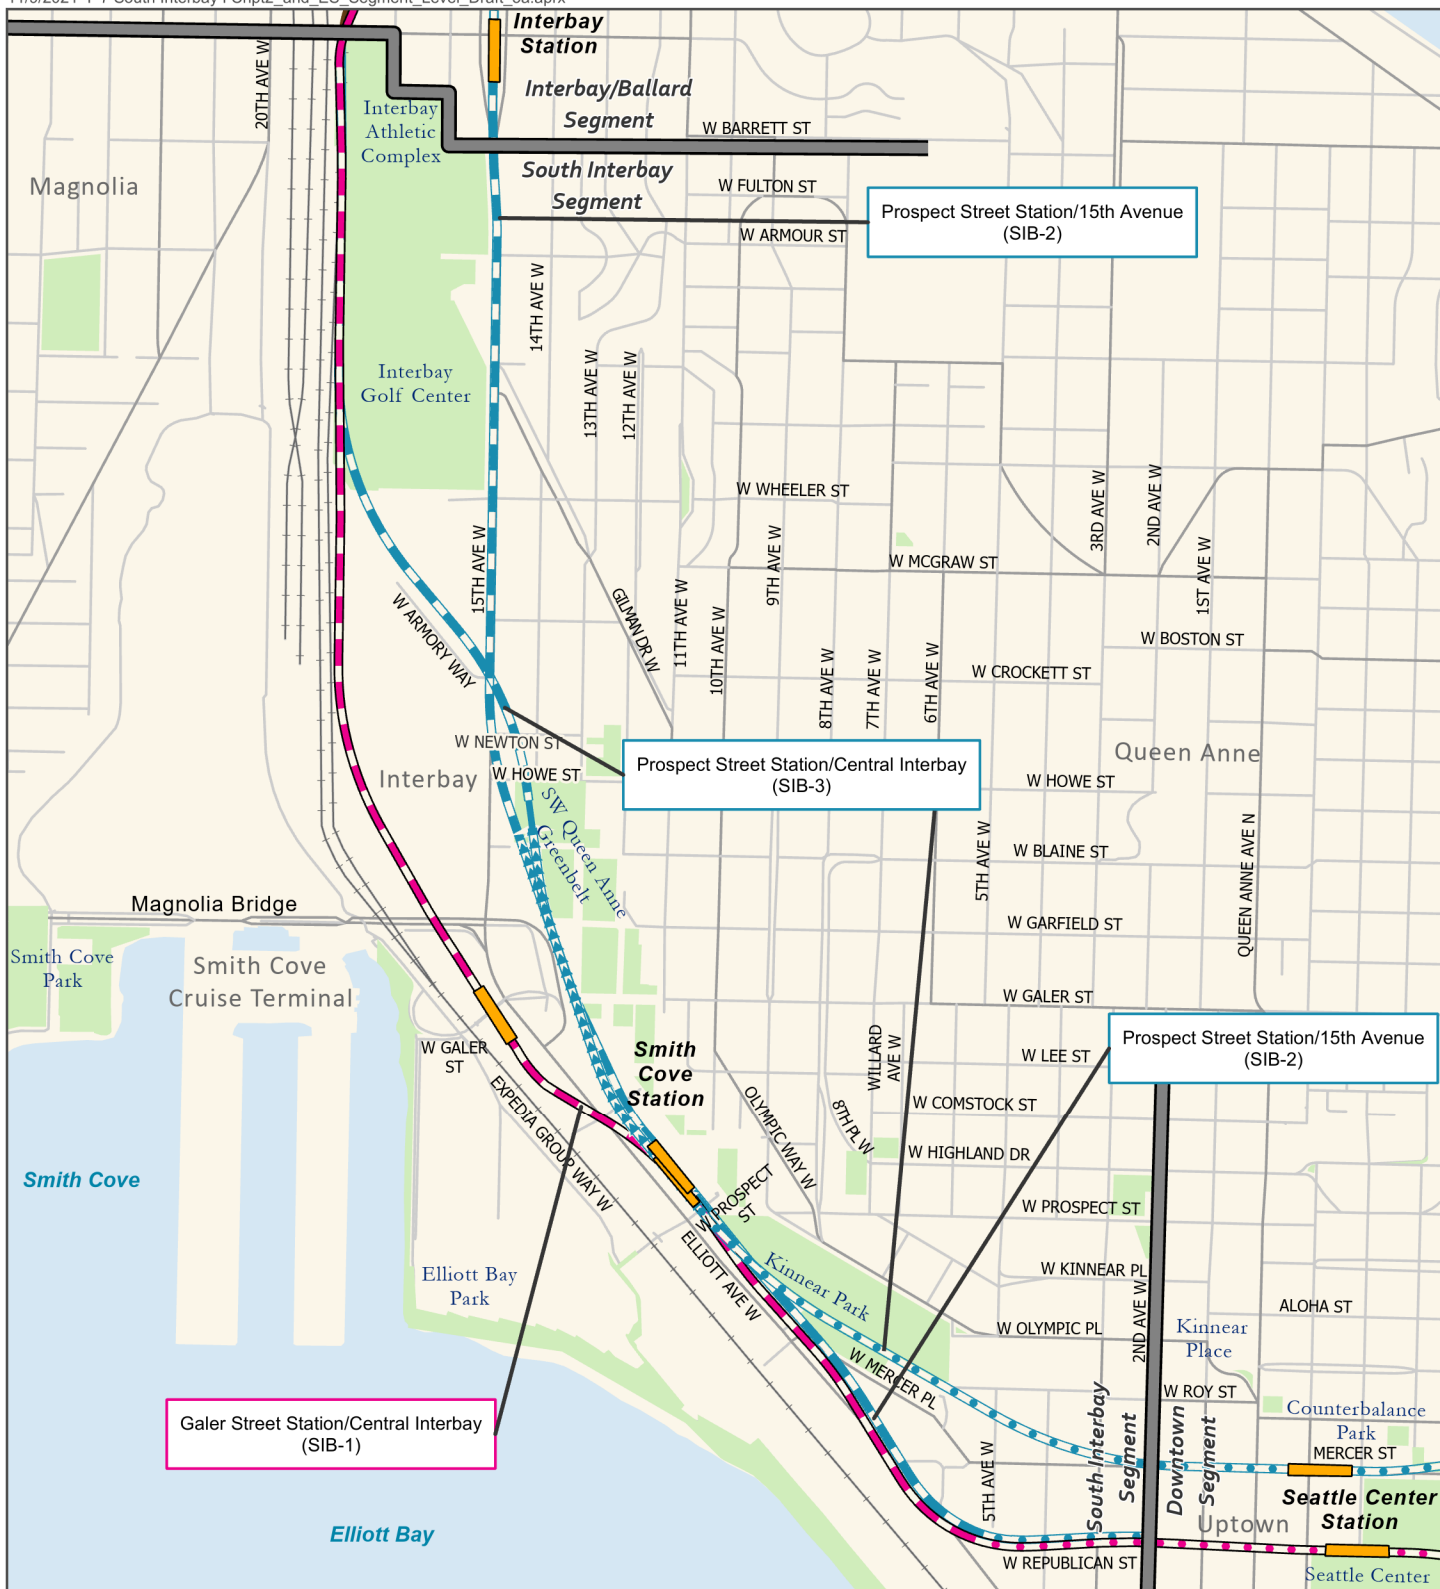 Interbay
Station
20TH AVE W
Interbay/Ballard
Segment
Interbay
Athletic
Complex
W BARRETT ST
Magnolia
South Interbay
Segment
W FULTON ST
Prospect Street Station/15th Avenue
(SIB-2)
W ARMOUR ST
14TH AVE W
13TH AVE W
12TH AVE W
Interbay
Golf Center
W WHEELER ST
3RD AVE W
2ND AVE W
15TH AVE W
9TH AVE W
1ST AVE W
W MCGRAW ST
W ARMORY WAY
GILMAN DR W
11TH AVE W
10TH AVE W
W BOSTON ST
8TH AVE W
7TH AVE W
6TH AVE W
W CROCKETT ST
W NEWTON ST
Prospect Street Station/Central Interbay
(SIB-3)
Queen Anne
Interbay
W HOWE ST
W HOWE ST
SW Queen Anne
Greenbelt
5TH AVE W
W BLAINE ST
QUEEN ANNE AVE N
Magnolia Bridge
W GARFIELD ST
Smith Cove
Park
Smith Cove
Cruise Terminal
W GALER ST
W GALER
ST
Smith
Cove
Station
WILLARD
AVE W
W LEE ST
Prospect Street Station/15th Avenue
(SIB-2)
EXPEDIA GROUP WAY W
OLYMPIC WAY W
8TH PL W
W COMSTOCK ST
W HIGHLAND DR
Smith Cove
W PROSPECT
ST
W PROSPECT ST
ELLIOTT AVE W
Kinnear Park
W KINNEAR PL
Elliott Bay
Park
2ND AVE W
ALOHA ST
W OLYMPIC PL
Kinnear
Place
W MERCER PL
W ROY ST
Galer Street Station/Central Interbay
(SIB-1)
South Interbay
Segment
Downtown
Segment
Counterbalance
Park
MERCER ST
5TH AVE W
Seattle Center
Station
Elliott Bay
Uptown
W REPUBLICAN ST
Seattle Center